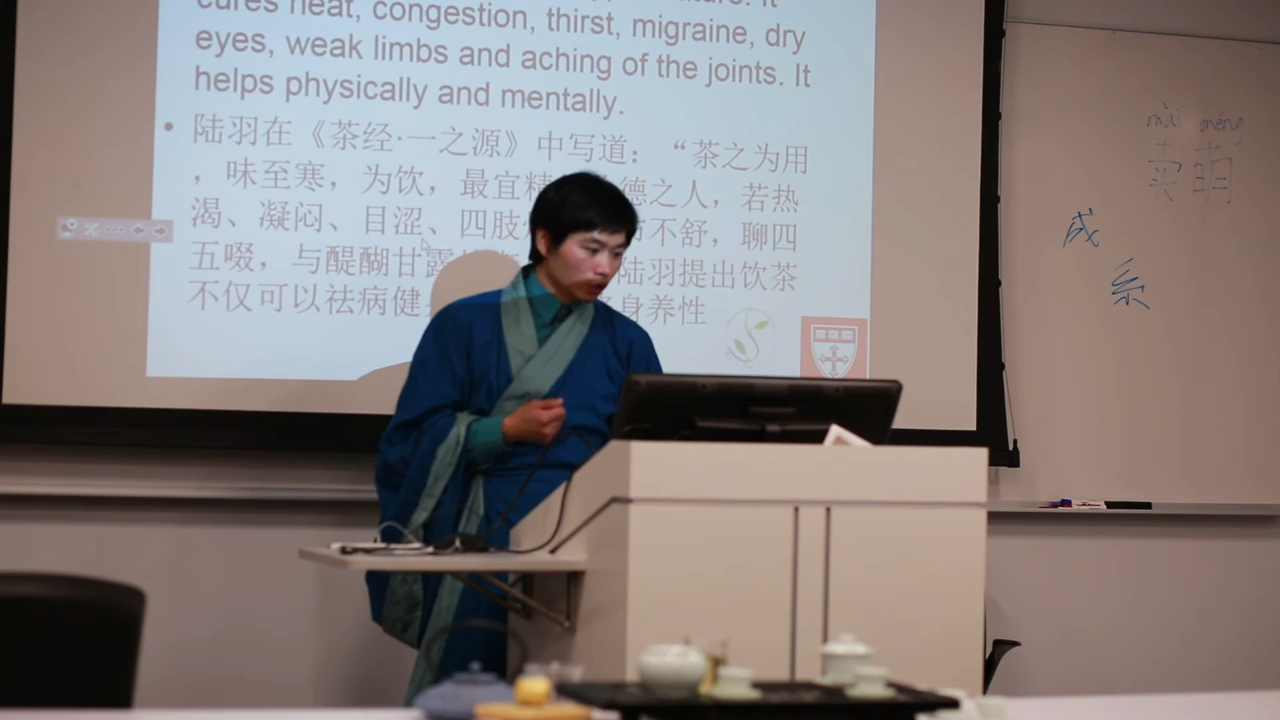 cures heat, congestion, thirst, migraine, dry
eyes, weak limbs and aching of the joints. It
helps physically and mentally.
• 陆羽在《茶经·一之源》中写道：“茶之为用
，味至寒，为饮，最宜精 德之人，若热
渴、凝闷、目涩、四肢 不舒，聊四
五啜，与醍醐甘露 陆羽提出饮茶
不仅可以祛病健 身养性
mài méng
卖萌
成
系